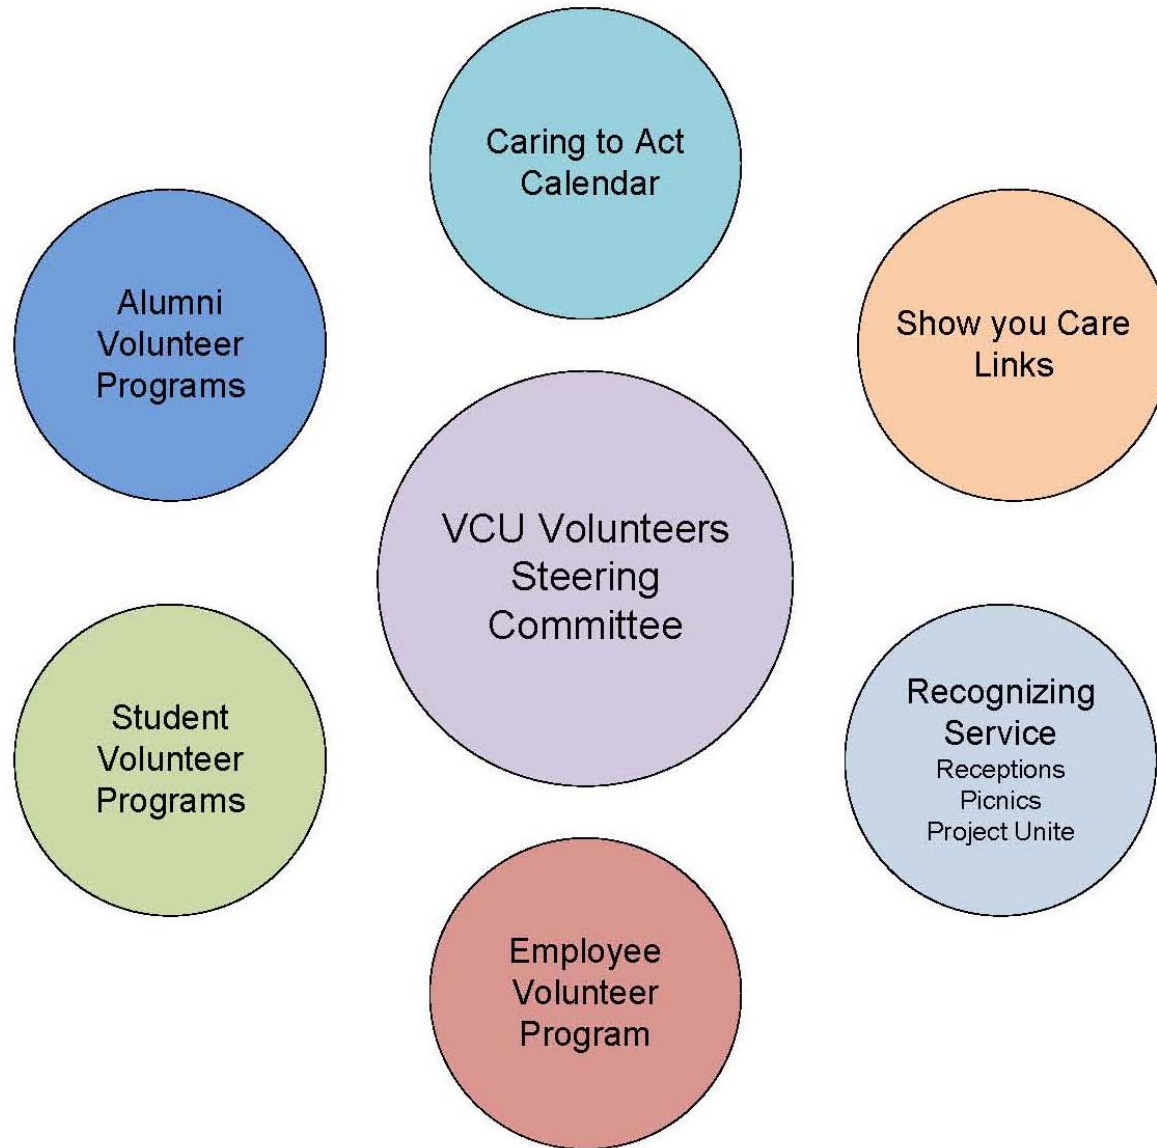 Caring to Act
Calendar
Alumni
Volunteer
Programs
Show you Care
Links
VCU Volunteers
Steering
Committee
Student
Volunteer
Programs
Recognizing
Service
Receptions
Picnics
Project Unite
Employee
Volunteer
Program